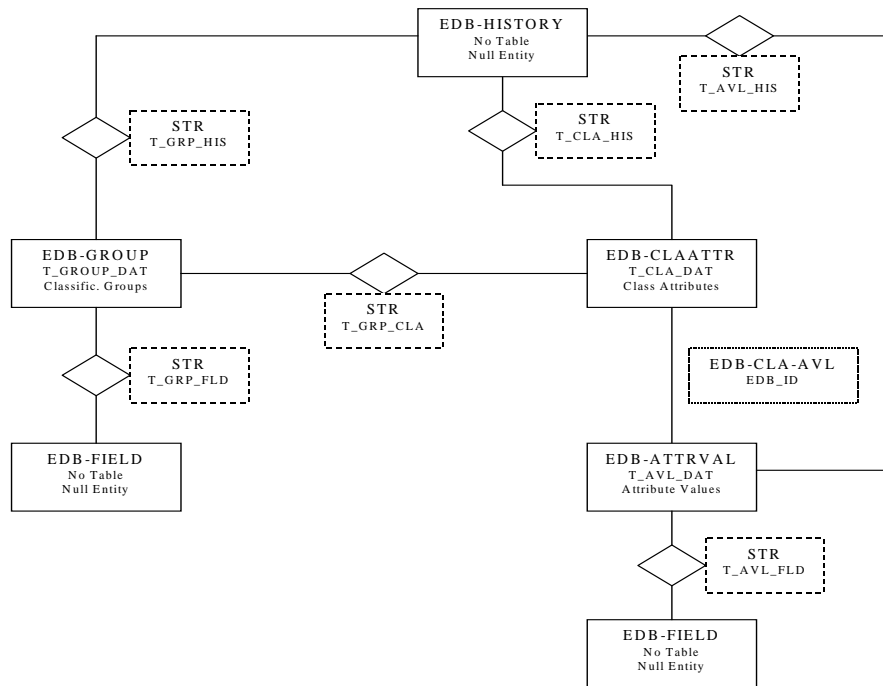 EDB-HISTORY
No Table
Null Entity
STR
T_AVL_HIS
STR
T_GRP_HIS
STR
T_CLA_HIS
EDB-GROUP
T_GROUP_DAT
Classific. Groups
EDB-CLAATTR
T_CLA_DAT
Class Attributes
STR
T_GRP_CLA
STR
T_GRP_FLD
EDB-CLA-AVL
EDB_ID
EDB-FIELD
No Table
Null Entity
EDB-ATTRVAL
T_AVL_DAT
Attribute Values
STR
T_AVL_FLD
EDB-FIELD
No Table
Null Entity